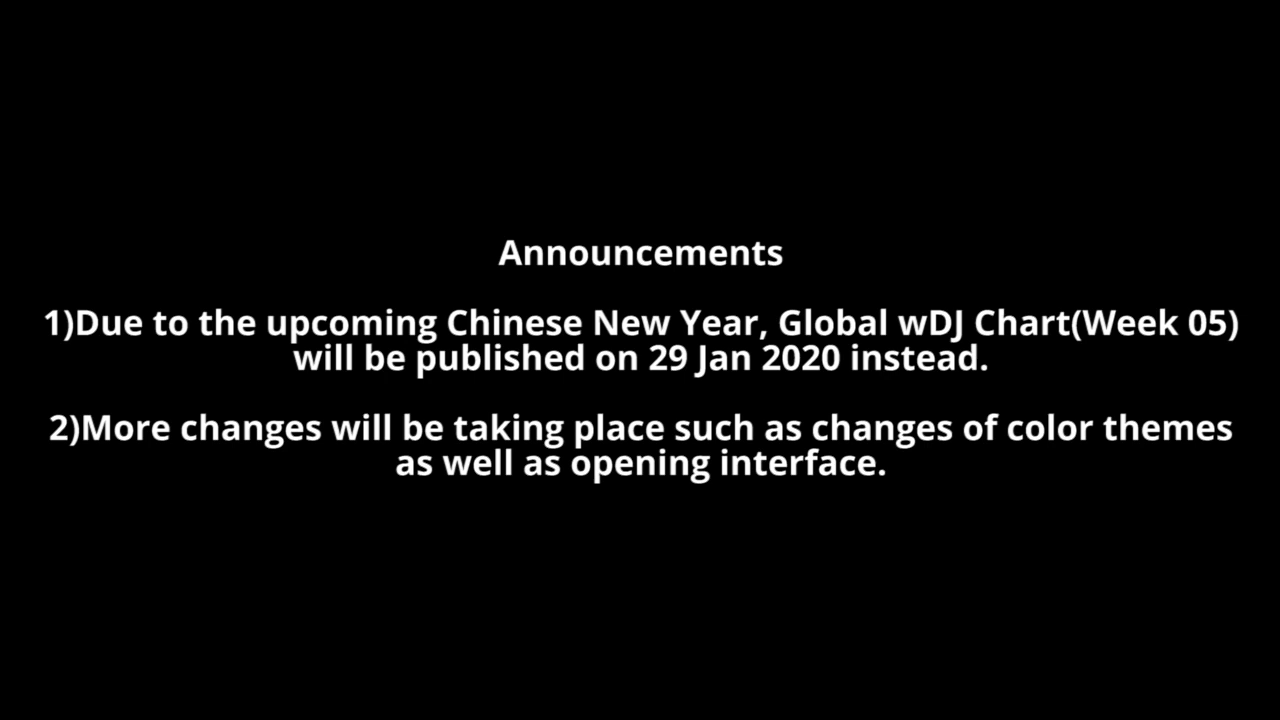 Announcements
1)Due to the upcoming Chinese New Year, Global wDJ Chart(Week 05)
will be published on 29 Jan 2020 instead.
2)More changes will be taking place such as changes of color themes
as well as opening interface.